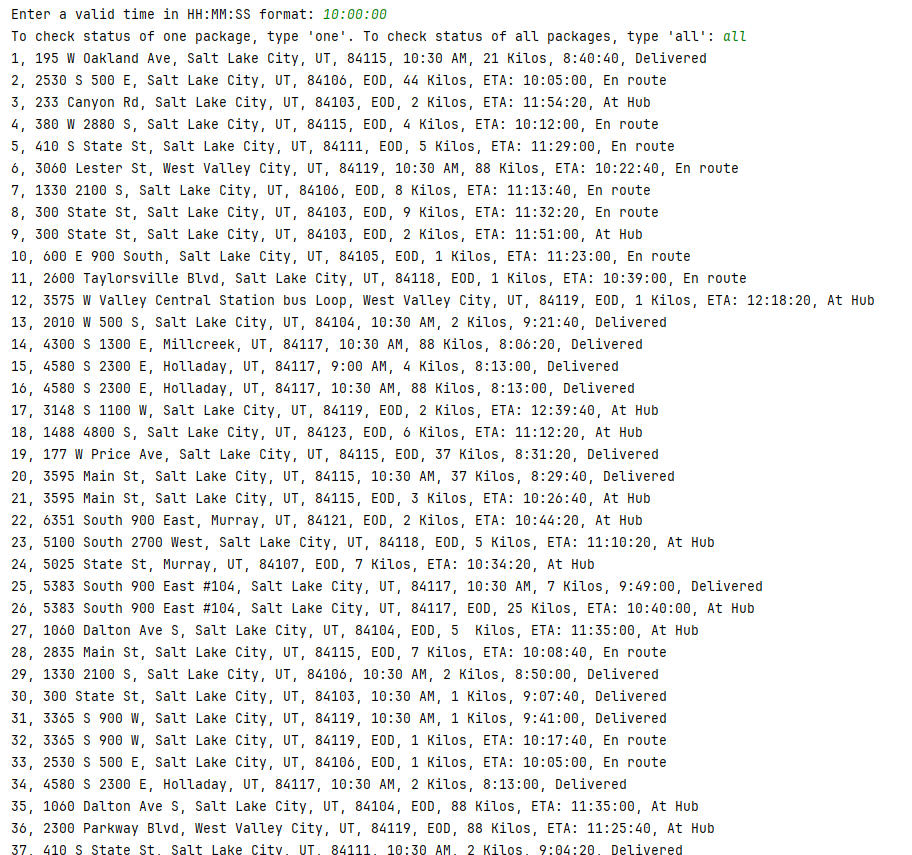 Enter a valid time in HH:MM:SS format: 10:00:00
To check status of one package, type 'one'. To check status of all packages, type 'all': all
1, 195 W Oakland Ave, Salt Lake City, UT, 84115, 10:30 AM, 21 Kilos, 8:40:40, Delivered
2, 2530 S 500 E, Salt Lake City, UT, 84106, EOD, 44 Kilos, ETA: 10:05:00, En route
3, 233 Canyon Rd, Salt Lake City, UT, 84103, EOD, 2 Kilos, ETA: 11:54:20, At Hub
4, 380 W 2880 S, Salt Lake City, UT, 84115, EOD, 4 Kilos, ETA: 10:12:00, En route
5, 410 S State St, Salt Lake City, UT, 84111, EOD, 5 Kilos, ETA: 11:29:00, En route
6, 3060 Lester St, West Valley City, UT, 84119, 10:30 AM, 88 Kilos, ETA: 10:22:40, En route
7, 1330 2100 S, Salt Lake City, UT, 84106, EOD, 8 Kilos, ETA: 11:13:40, En route
8, 300 State St, Salt Lake City, UT, 84103, EOD, 9 Kilos, ETA: 11:32:20, En route
9, 300 State St, Salt Lake City, UT, 84103, EOD, 2 Kilos, ETA: 11:51:00, At Hub
10, 600 E 900 South, Salt Lake City, UT, 84105, EOD, 1 Kilos, ETA: 11:23:00, En route
11, 2600 Taylorsville Blvd, Salt Lake City, UT, 84118, EOD, 1 Kilos, ETA: 10:39:00, En route
12, 3575 W Valley Central Station bus Loop, West Valley City, UT, 84119, EOD, 1 Kilos, ETA: 12:18:20, At Hub
13, 2010 W 500 S, Salt Lake City, UT, 84104, 10:30 AM, 2 Kilos, 9:21:40, Delivered
14, 4300 S 1300 E, Millcreek, UT, 84117, 10:30 AM, 88 Kilos, 8:06:20, Delivered
15, 4580 S 2300 E, Holladay, UT, 84117, 9:00 AM, 4 Kilos, 8:13:00, Delivered
16, 4580 S 2300 E, Holladay, UT, 84117, 10:30 AM, 88 Kilos, 8:13:00, Delivered
17, 3148 S 1100 W, Salt Lake City, UT, 84119, EOD, 2 Kilos, ETA: 12:39:40, At Hub
18, 1488 4800 S, Salt Lake City, UT, 84123, EOD, 6 Kilos, ETA: 11:12:20, At Hub
19, 177 W Price Ave, Salt Lake City, UT, 84115, EOD, 37 Kilos, 8:31:20, Delivered
20, 3595 Main St, Salt Lake City, UT, 84115, 10:30 AM, 37 Kilos, 8:29:40, Delivered
21, 3595 Main St, Salt Lake City, UT, 84115, EOD, 3 Kilos, ETA: 10:26:40, At Hub
22, 6351 South 900 East, Murray, UT, 84121, EOD, 2 Kilos, ETA: 10:44:20, At Hub
23, 5100 South 2700 West, Salt Lake City, UT, 84118, EOD, 5 Kilos, ETA: 11:10:20, At Hub
24, 5025 State St, Murray, UT, 84107, EOD, 7 Kilos, ETA: 10:34:20, At Hub
25, 5383 South 900 East #104, Salt Lake City, UT, 84117, 10:30 AM, 7 Kilos, 9:49:00, Delivered
26, 5383 South 900 East #104, Salt Lake City, UT, 84117, EOD, 25 Kilos, ETA: 10:40:00, At Hub
27, 1060 Dalton Ave S, Salt Lake City, UT, 84104, EOD, 5  Kilos, ETA: 11:35:00, At Hub
28, 2835 Main St, Salt Lake City, UT, 84115, EOD, 7 Kilos, ETA: 10:08:40, En route
29, 1330 2100 S, Salt Lake City, UT, 84106, 10:30 AM, 2 Kilos, 8:50:00, Delivered
30, 300 State St, Salt Lake City, UT, 84103, 10:30 AM, 1 Kilos, 9:07:40, Delivered
31, 3365 S 900 W, Salt Lake City, UT, 84119, 10:30 AM, 1 Kilos, 9:41:00, Delivered
32, 3365 S 900 W, Salt Lake City, UT, 84119, EOD, 1 Kilos, ETA: 10:17:40, En route
33, 2530 S 500 E, Salt Lake City, UT, 84106, EOD, 1 Kilos, ETA: 10:05:00, En route
34, 4580 S 2300 E, Holladay, UT, 84117, 10:30 AM, 2 Kilos, 8:13:00, Delivered
35, 1060 Dalton Ave S, Salt Lake City, UT, 84104, EOD, 88 Kilos, ETA: 11:35:00, At Hub
36, 2300 Parkway Blvd, West Valley City, UT, 84119, EOD, 88 Kilos, ETA: 11:25:40, At Hub
37, 410 S State St, Salt Lake City, UT, 84111, 10:30 AM, 2 Kilos, 9:04:20, Delivered